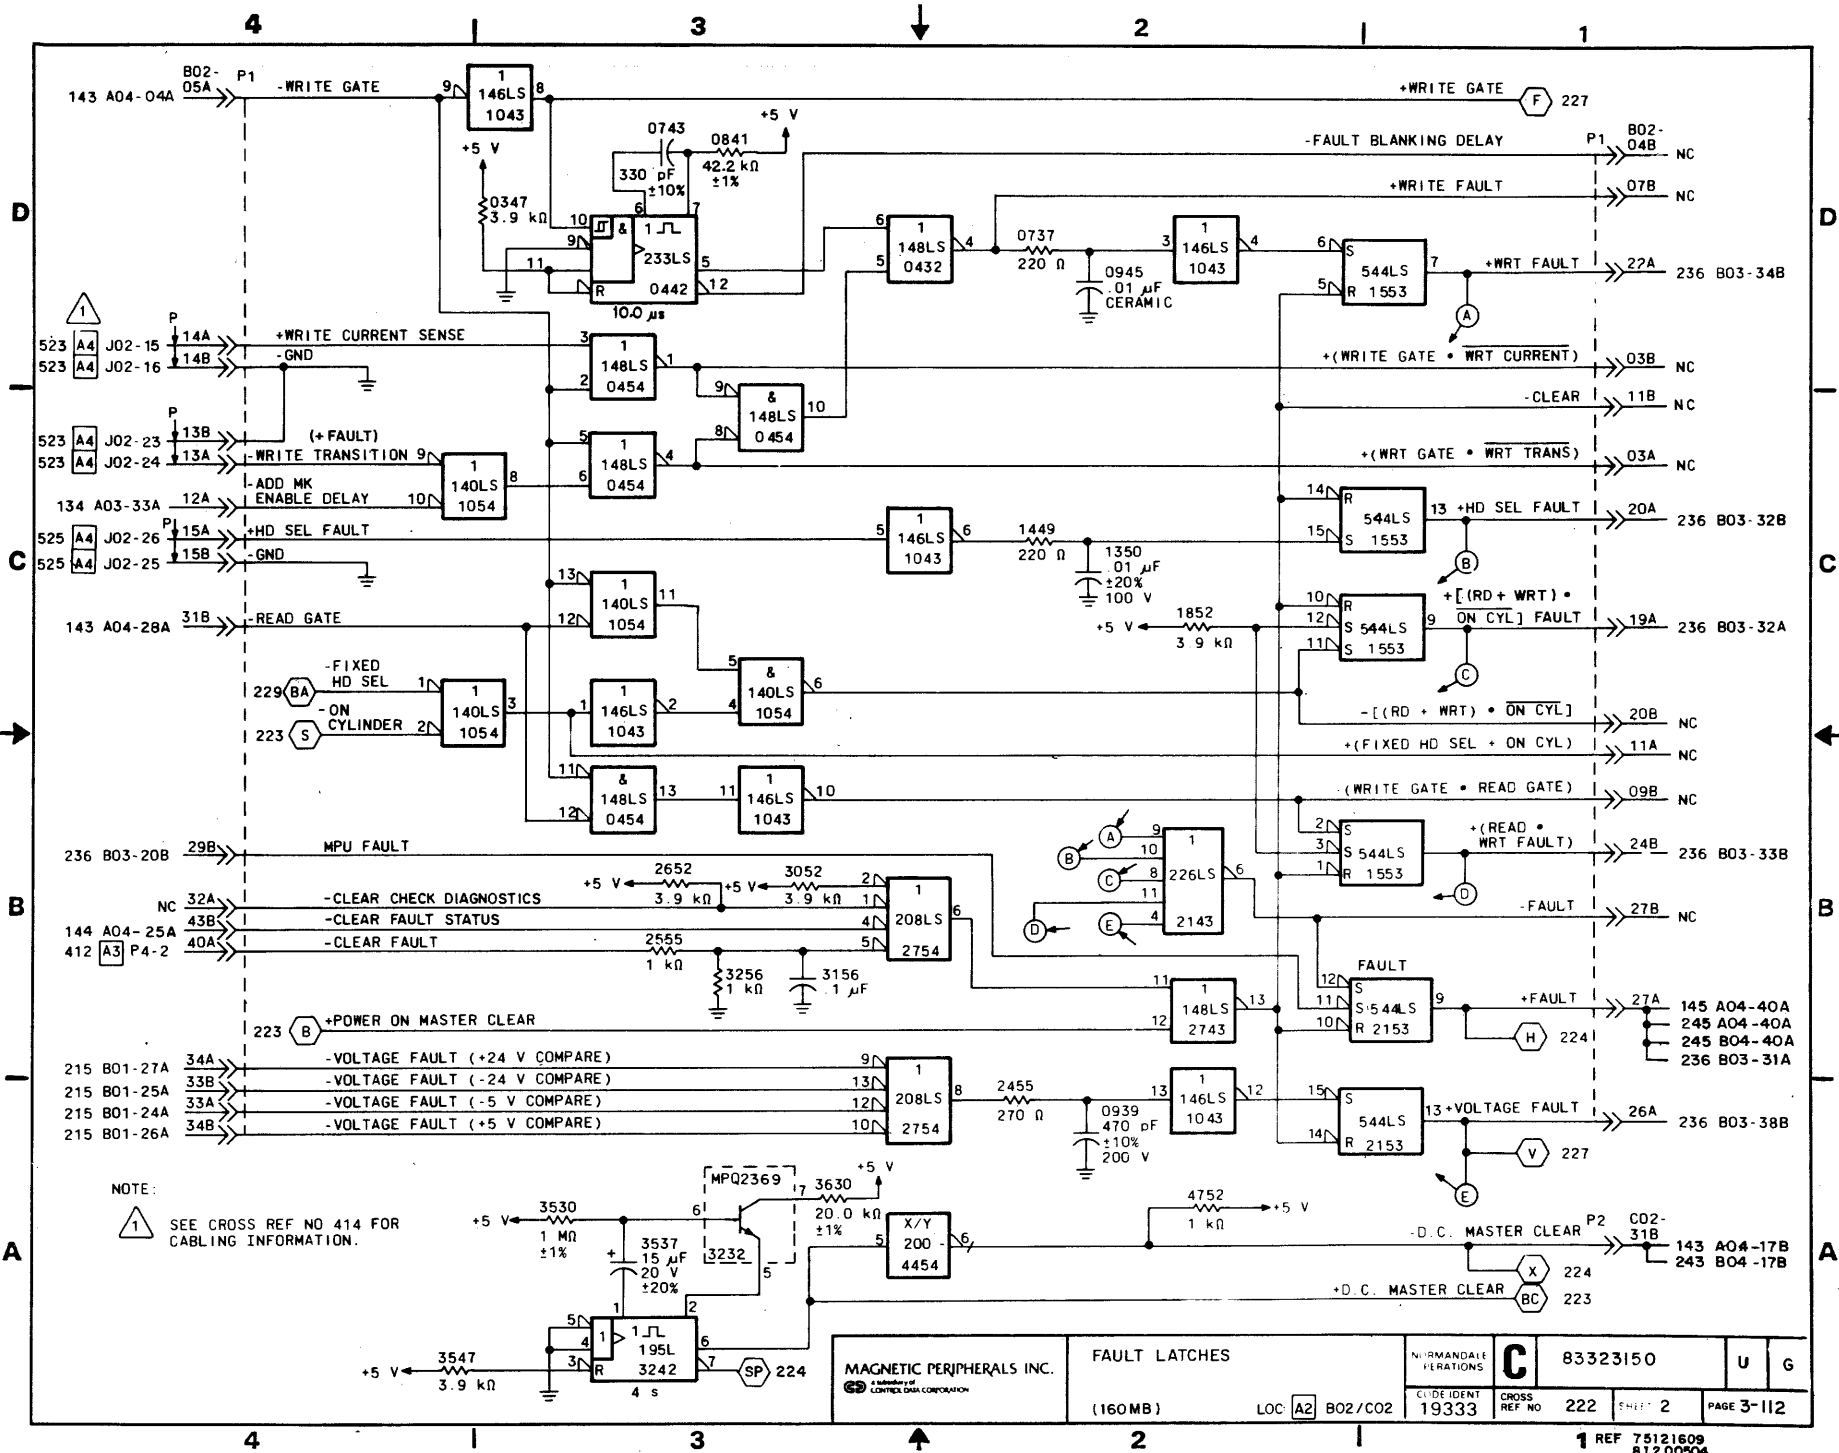 4 3 2 1
B02-
05A P1
143 A04-04A
-WRITE GATE
9 1 8
146LS
1043
+WRITE GATE
F 227
+5 V
0743
0841
330 pF
±10%
42.2 kΩ
±1%
+5 V
-FAULT BLANKING DELAY
P1 B02-
04B NC
+WRITE FAULT
07B NC
D
0347
3.9 kΩ
6 7
10 & 1
9
233LS
11
5
R 0442 12
10.0 µs
6 1
148LS 4
5 0432
0737
220 Ω
0945
.01 µF
CERAMIC
3 1 4
146LS
1043
6 S
544LS 7
5 R 1553
+WRT FAULT
22A 236 B03-34B
A
D
1
P
523 A4 J02-15 14A +WRITE CURRENT SENSE
523 A4 J02-16 14B -GND
3 1
148LS 1
2 0454
+(WRITE GATE • WRT CURRENT)
03B NC
9 &
148LS 10
8 0454
-CLEAR
11B NC
P
523 A4 J02-23 13B (+FAULT)
523 A4 J02-24 13A -WRITE TRANSITION 9
1
140LS 8
1054
5 1
148LS 4
6 0454
+(WRT GATE • WRT TRANS)
03A NC
134 A03-33A 12A -ADD MK
ENABLE DELAY 10
P
525 A4 J02-26 15A +HD SEL FAULT
525 A4 J02-25 15B -GND
C
5 1 6
146LS
1043
1449
220 Ω
1350
.01 µF
±20%
100 V
14 R
544LS 13 +HD SEL FAULT
15 S 1553
20A 236 B03-32B
B
C
13 1 11
140LS
12 1054
143 A04-28A 31B -READ GATE
+5 V 1852
3.9 kΩ
10 R
12 S 544LS 9
11 S 1553
+[(RD + WRT) •
ON CYL] FAULT
19A 236 B03-32A
C
229 BA -FIXED
HD SEL 1
223 S -ON
CYLINDER 2
1
140LS 3
1054
1 1 2
146LS
1043
5 &
140LS 6
4 1054
-[(RD + WRT) • ON CYL]
20B NC
+(FIXED HD SEL + ON CYL)
11A NC
11 &
148LS 13
12 0454
11 1 10
146LS
1043
(WRITE GATE • READ GATE)
09B NC
2 S
3 S 544LS
1 R 1553
+(READ •
WRT FAULT)
24B 236 B03-33B
D
236 B03-20B 29B MPU FAULT
A 9
B 10
C 8
D 11
E 4
226LS 6
2143
-FAULT
27B NC
B
+5 V 2652
3.9 kΩ
+5 V 3052
3.9 kΩ
NC 32A -CLEAR CHECK DIAGNOSTICS
144 A04-25A 43B -CLEAR FAULT STATUS
412 A3 P4-2 40A -CLEAR FAULT
2 1
1 6
4 208LS
5 2754
2555
1 kΩ
3256
1 kΩ
3156
.1 µF
B
FAULT
12 S
11 S 544LS 9
10 R 2153
+FAULT
27A 145 A04-40A
245 A04-40A
245 B04-40A
236 B03-31A
H 224
223 B +POWER ON MASTER CLEAR
11 1
148LS 13
12 2743
215 B01-27A 34A -VOLTAGE FAULT (+24 V COMPARE) 9
215 B01-25A 33B -VOLTAGE FAULT (-24 V COMPARE) 13
215 B01-24A 33A -VOLTAGE FAULT (-5 V COMPARE) 12
215 B01-26A 34B -VOLTAGE FAULT (+5 V COMPARE) 10
1
208LS 8
2754
2455
270 Ω
0939
470 pF
±10%
200 V
13 1 12
146LS
1043
15 S
544LS 13 +VOLTAGE FAULT
14 R 2153
26A 236 B03-38B
V 227
E
NOTE:
1 SEE CROSS REF NO 414 FOR
CABLING INFORMATION.
A
+5 V 3530
1 MΩ
±1%
3537
+ 15 µF
20 V
±20%
MPQ2369
6 7
3232 5
3630
20.0 kΩ
±1%
+5 V
X/Y
5 200 6
4454
4752
1 kΩ
+5 V
-D.C. MASTER CLEAR
P2 C02-
31B
143 A04-17B
243 B04-17B
X 224
+D.C. MASTER CLEAR BC 223
A
1 2
5 1 1
4 195L 6
3 R 3242 7
4 s
SP 224
+5 V 3547
3.9 kΩ
MAGNETIC PERIPHERALS INC.
a subsidiary of
CONTROL DATA CORPORATION
FAULT LATCHES
(160MB) LOC: A2 B02/C02
CODE IDENT
19333
C 83323150 U G
CROSS
REF NO 222 SHEET 2 PAGE 3-112
4 3 2 1
REF 75121609